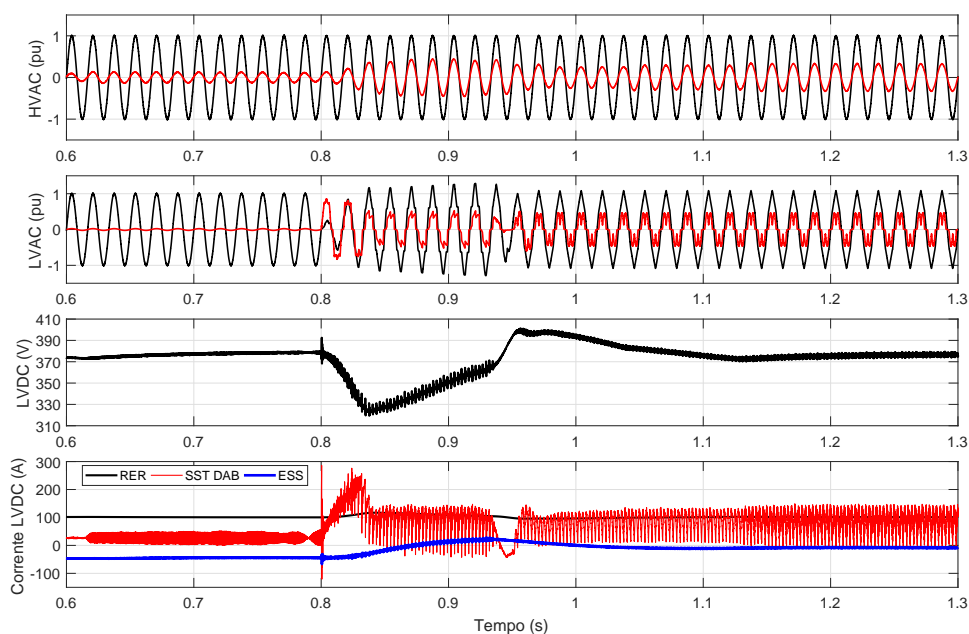 HVAC (pu)
1
0
-1
0.6 0.7 0.8 0.9 1 1.1 1.2 1.3
LVAC (pu)
1
0
-1
0.6 0.7 0.8 0.9 1 1.1 1.2 1.3
LVDC (V)
410
390
370
350
330
310
0.6 0.7 0.8 0.9 1 1.1 1.2 1.3
Corrente LVDC (A)
300
200
100
0
-100
RER SST DAB ESS
0.6 0.7 0.8 0.9 1 1.1 1.2 1.3
Tempo (s)